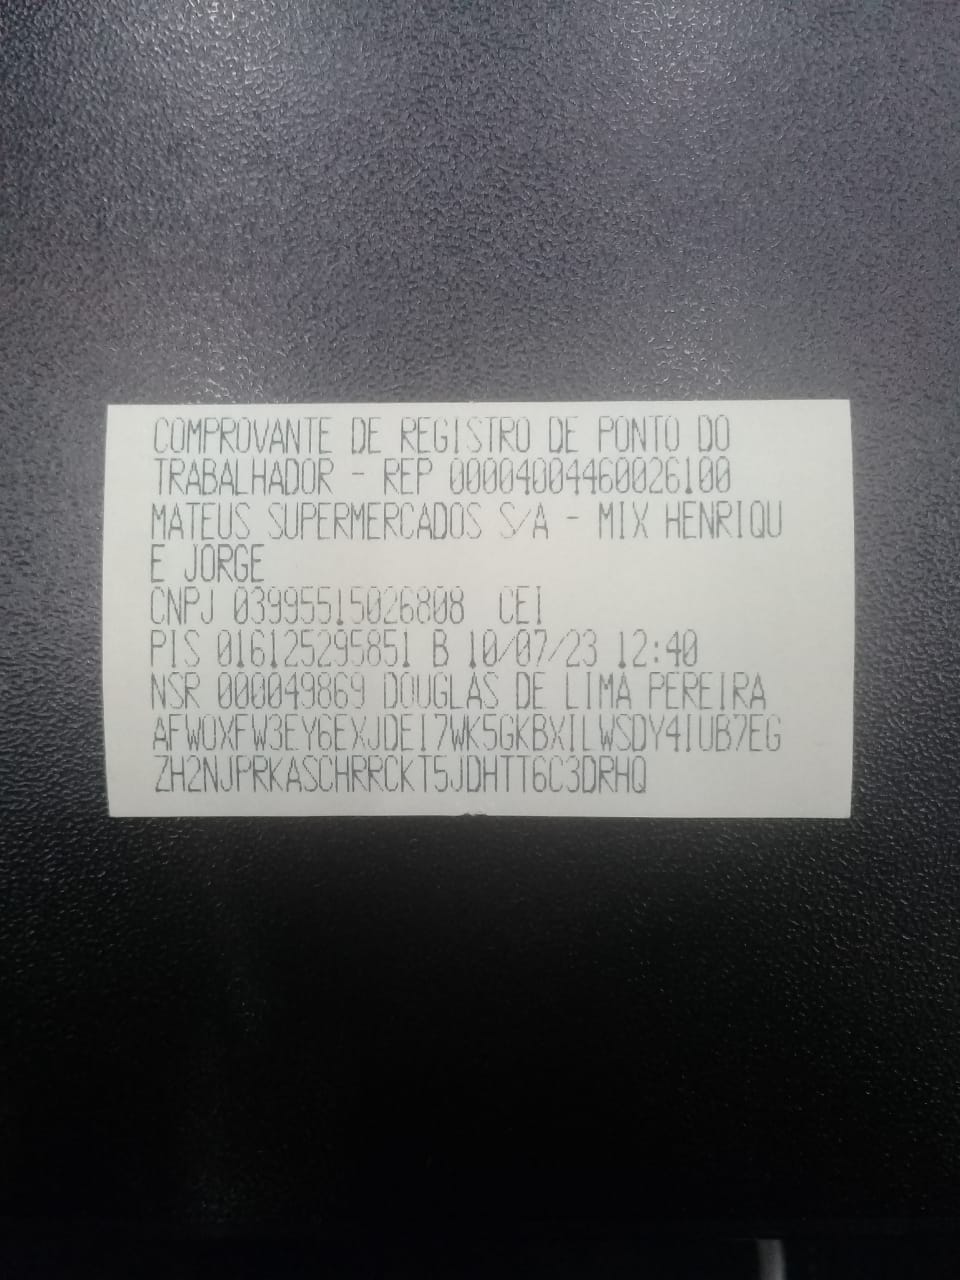 COMPROVANTE DE REGISTRO DE PONTO DO
TRABALHADOR - REP 00004004460026100
MATEUS SUPERMERCADOS S/A - MIX HENRIQU
E JORGE
CNPJ 03995515026808 CEI
PIS 016125295851 B 10/07/23 12:40
NSR 000049869 DOUGLAS DE LIMA PEREIRA
AFWOXFW3EY6EXJDEI7WK5GKBXILWSDY4IUB7EG
ZH2NJPRKASCHRRCKT5JDHTT6C3DRHQ